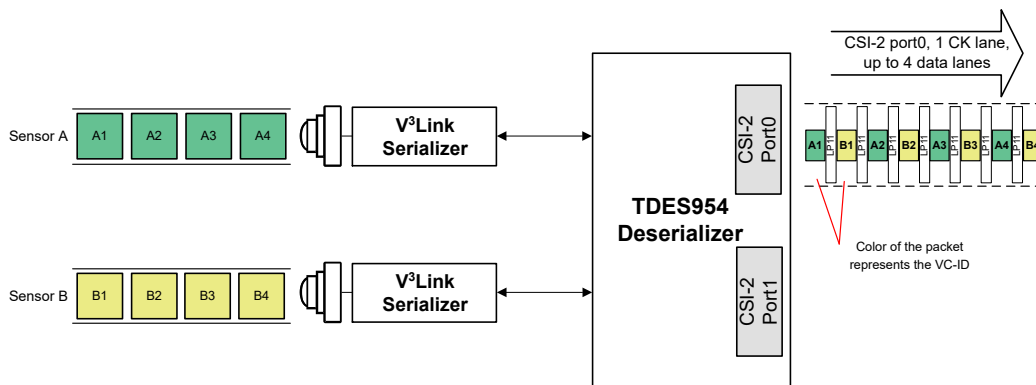 CSI-2 port0, 1 CK lane,
up to 4 data lanes
Sensor A
A1
A2
A3
A4
V³Link
Serializer
CSI-2
Port0
A1
LP11
B1
LP11
A2
LP11
B2
LP11
A3
LP11
B3
LP11
A4
LP11
B4
TDES954
Deserializer
Color of the packet
represents the VC-ID
Sensor B
B1
B2
B3
B4
V³Link
Serializer
CSI-2
Port1